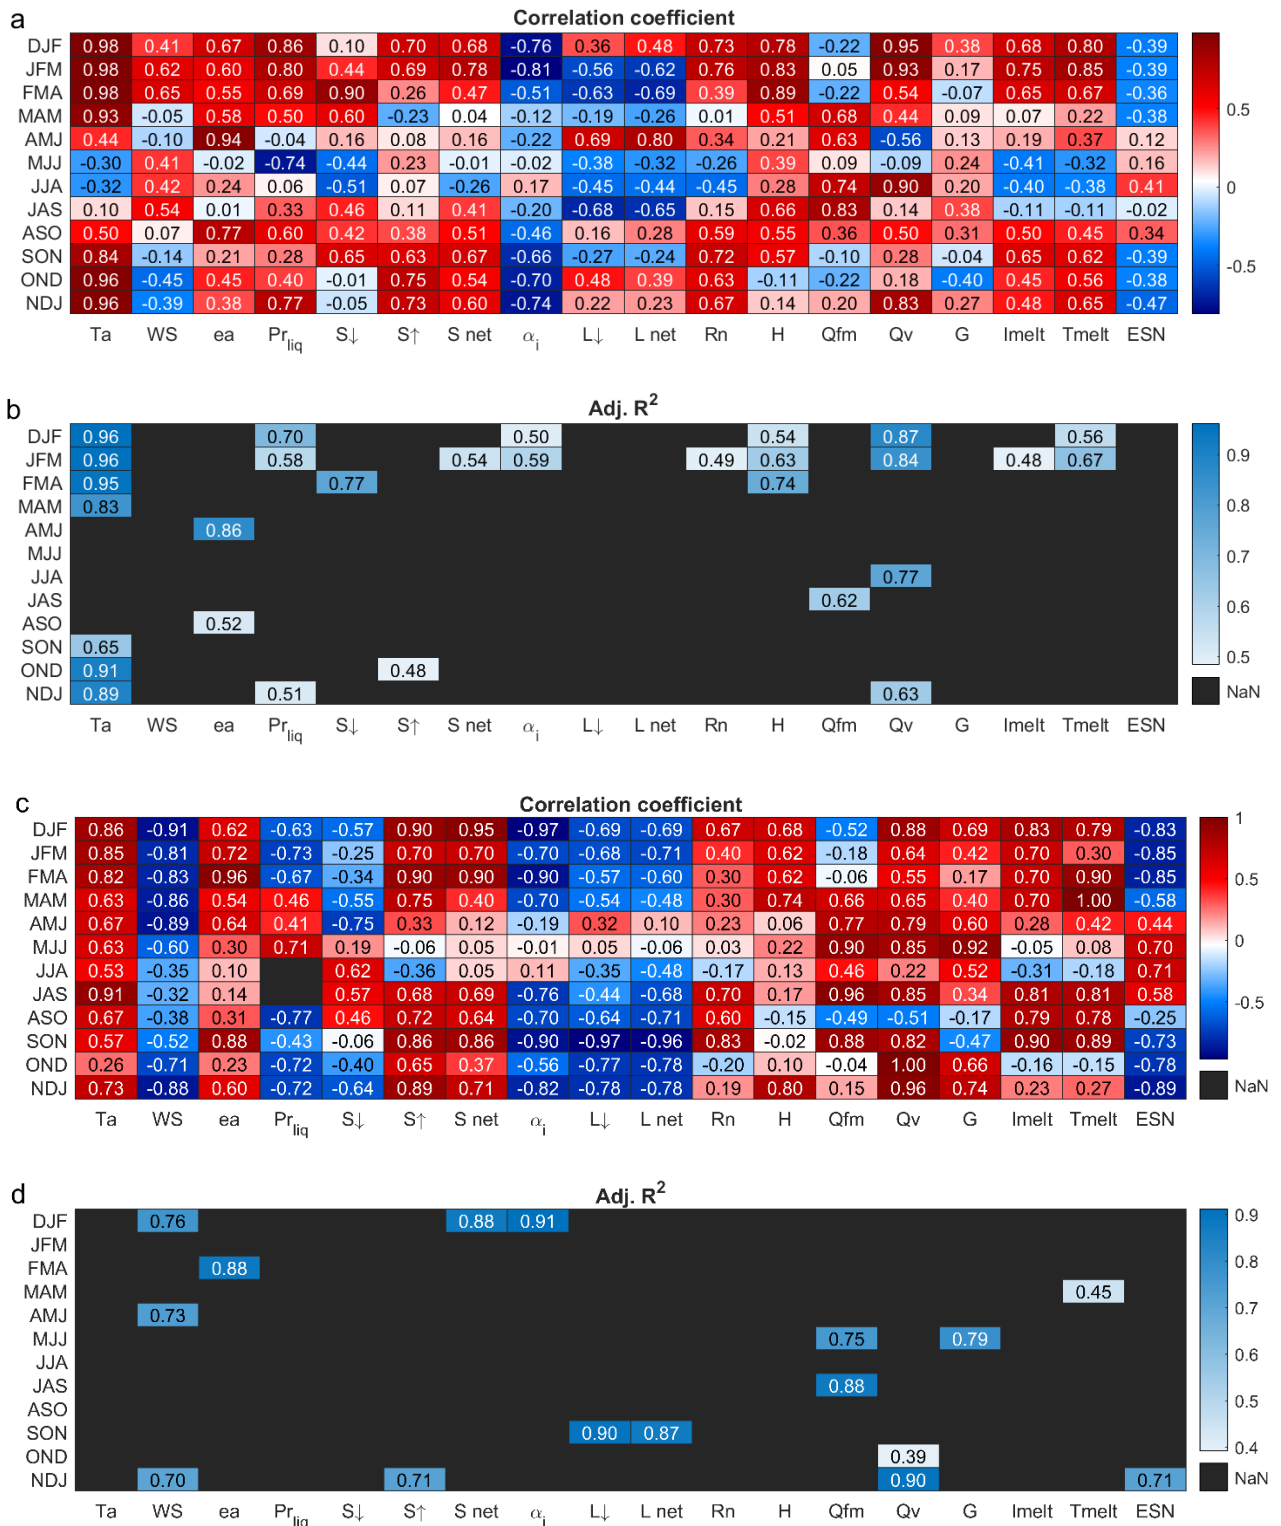 a
Correlation coefficient
DJF 0.98 0.41 0.67 0.86 0.10 0.70 0.68 -0.76 0.36 0.48 0.73 0.78 -0.22 0.95 0.38 0.68 0.80 -0.39
JFM 0.98 0.62 0.60 0.80 0.44 0.69 0.78 -0.81 -0.56 -0.62 0.76 0.83 0.05 0.93 0.17 0.75 0.85 -0.39
FMA 0.98 0.65 0.55 0.69 0.90 0.26 0.47 -0.51 -0.63 -0.69 0.39 0.89 -0.22 0.54 -0.07 0.65 0.67 -0.36
MAM 0.93 -0.05 0.58 0.50 0.60 -0.23 0.04 -0.12 -0.19 -0.26 0.01 0.51 0.68 0.44 0.09 0.07 0.22 -0.38
AMJ 0.44 -0.10 0.94 -0.04 0.16 0.08 0.16 -0.22 0.69 0.80 0.34 0.21 0.63 -0.56 0.13 0.19 0.37 0.12
MJJ -0.30 0.41 -0.02 -0.74 -0.44 0.23 -0.01 -0.02 -0.38 -0.32 -0.26 0.39 0.09 -0.09 0.24 -0.41 -0.32 0.16
JJA -0.32 0.42 0.24 0.06 -0.51 0.07 -0.26 0.17 -0.45 -0.44 -0.45 0.28 0.74 0.90 0.20 -0.40 -0.38 0.41
JAS 0.10 0.54 0.01 0.33 0.46 0.11 0.41 -0.20 -0.68 -0.65 0.15 0.66 0.83 0.14 0.38 -0.11 -0.11 -0.02
ASO 0.50 0.07 0.77 0.60 0.42 0.38 0.51 -0.46 0.16 0.28 0.59 0.55 0.36 0.50 0.31 0.50 0.45 0.34
SON 0.84 -0.14 0.21 0.28 0.65 0.63 0.67 -0.66 -0.27 -0.24 0.72 0.57 -0.10 0.28 -0.04 0.65 0.62 -0.39
OND 0.96 -0.45 0.45 0.40 -0.01 0.75 0.54 -0.70 0.48 0.39 0.63 -0.11 -0.22 0.18 -0.40 0.45 0.56 -0.38
NDJ 0.96 -0.39 0.38 0.77 -0.05 0.73 0.60 -0.74 0.22 0.23 0.67 0.14 0.20 0.83 0.27 0.48 0.65 -0.47
Ta WS ea Pr_liq S↓ S↑ S net α_i L↓ L net Rn H Qfm Qv G Imelt Tmelt ESN
0.5
0
-0.5
b
Adj. R²
DJF 0.96 0.70 0.50 0.54 0.87 0.56
JFM 0.96 0.58 0.54 0.59 0.49 0.63 0.84 0.48 0.67
FMA 0.95 0.77 0.74
MAM 0.83
AMJ 0.86
MJJ
JJA 0.77
JAS 0.62
ASO 0.52
SON 0.65
OND 0.91 0.48
NDJ 0.89 0.51 0.63
Ta WS ea Pr_liq S↓ S↑ S net α_i L↓ L net Rn H Qfm Qv G Imelt Tmelt ESN
0.9
0.8
0.7
0.6
0.5
NaN
c
Correlation coefficient
DJF 0.86 -0.91 0.62 -0.63 -0.57 0.90 0.95 -0.97 -0.69 -0.69 0.67 0.68 -0.52 0.88 0.69 0.83 0.79 -0.83
JFM 0.85 -0.81 0.72 -0.73 -0.25 0.70 0.70 -0.70 -0.68 -0.71 0.40 0.62 -0.18 0.64 0.42 0.70 0.30 -0.85
FMA 0.82 -0.83 0.96 -0.67 -0.34 0.90 0.90 -0.90 -0.57 -0.60 0.30 0.62 -0.06 0.55 0.17 0.70 0.90 -0.85
MAM 0.63 -0.86 0.54 0.46 -0.55 0.75 0.40 -0.70 -0.54 -0.48 0.30 0.74 0.66 0.65 0.40 0.70 1.00 -0.58
AMJ 0.67 -0.89 0.64 0.41 -0.75 0.33 0.12 -0.19 0.32 0.10 0.23 0.06 0.77 0.79 0.60 0.28 0.42 0.44
MJJ 0.63 -0.60 0.30 0.71 0.19 -0.06 0.05 -0.01 0.05 -0.06 0.03 0.22 0.90 0.85 0.92 -0.05 0.08 0.70
JJA 0.53 -0.35 0.10 0.62 -0.36 0.05 0.11 -0.35 -0.48 -0.17 0.13 0.46 0.22 0.52 -0.31 -0.18 0.71
JAS 0.91 -0.32 0.14 0.57 0.68 0.69 -0.76 -0.44 -0.68 0.70 0.17 0.96 0.85 0.34 0.81 0.81 0.58
ASO 0.67 -0.38 0.31 -0.77 0.46 0.72 0.64 -0.70 -0.64 -0.71 0.60 -0.15 -0.49 -0.51 -0.17 0.79 0.78 -0.25
SON 0.57 -0.52 0.88 -0.43 -0.06 0.86 0.86 -0.90 -0.97 -0.96 0.83 -0.02 0.88 0.82 -0.47 0.90 0.89 -0.73
OND 0.26 -0.71 0.23 -0.72 -0.40 0.65 0.37 -0.56 -0.77 -0.78 -0.20 0.10 -0.04 1.00 0.66 -0.16 -0.15 -0.78
NDJ 0.73 -0.88 0.60 -0.72 -0.64 0.89 0.71 -0.82 -0.78 -0.78 0.19 0.80 0.15 0.96 0.74 0.23 0.27 -0.89
Ta WS ea Pr_liq S↓ S↑ S net α_i L↓ L net Rn H Qfm Qv G Imelt Tmelt ESN
1
0.5
0
-0.5
NaN
d
Adj. R²
DJF 0.76 0.88 0.91
JFM
FMA 0.88
MAM 0.45
AMJ 0.73
MJJ 0.75 0.79
JJA
JAS 0.88
ASO
SON 0.90 0.87
OND 0.39
NDJ 0.70 0.71 0.90 0.71
Ta WS ea Pr_liq S↓ S↑ S net α_i L↓ L net Rn H Qfm Qv G Imelt Tmelt ESN
0.9
0.8
0.7
0.6
0.5
0.4
NaN